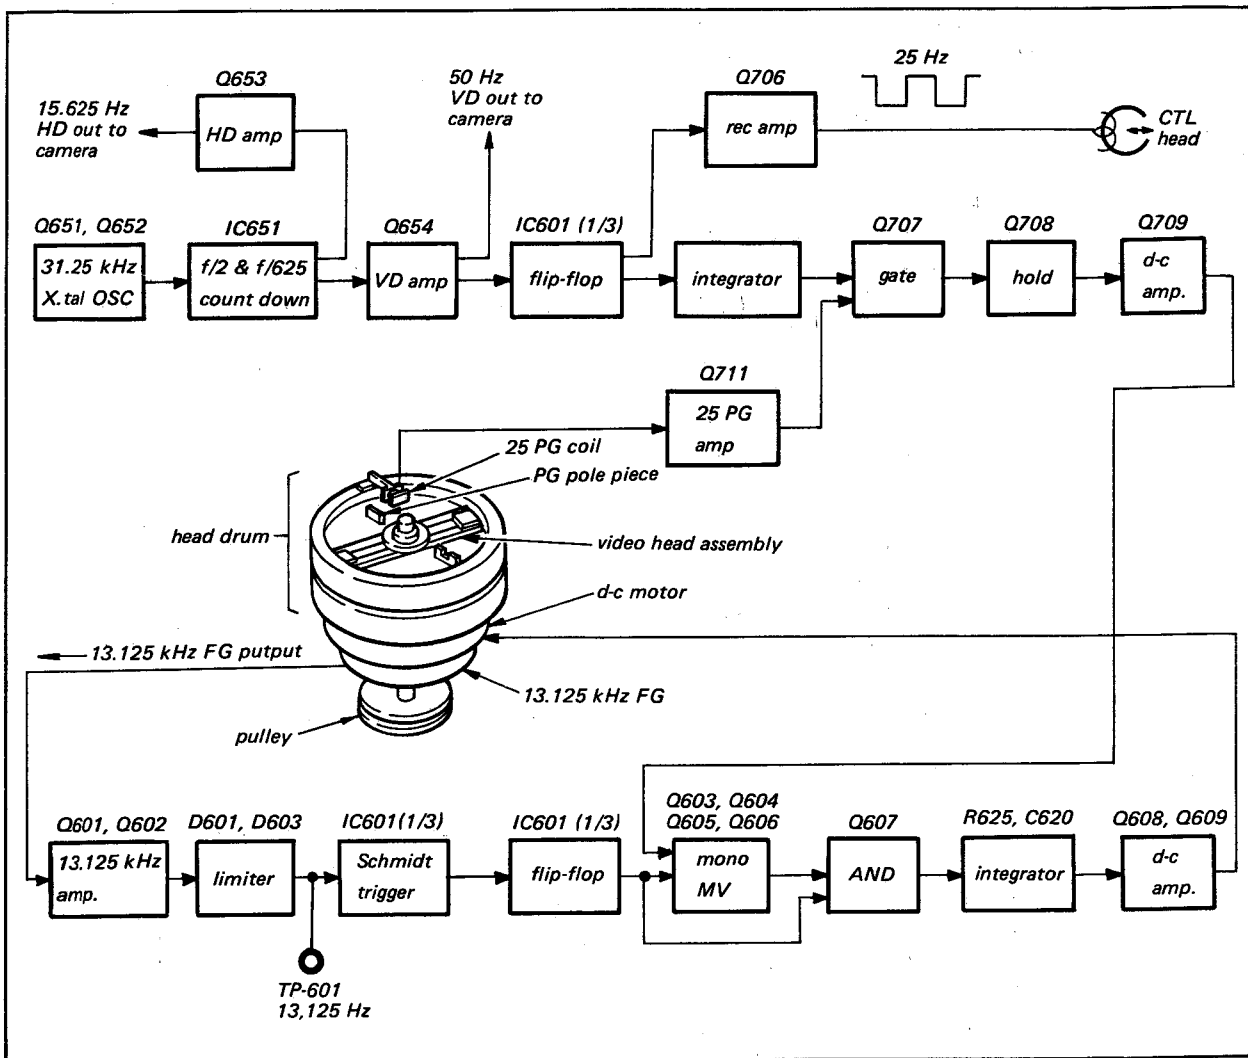 Q653
15.625 Hz
HD out to
camera
HD amp
50 Hz
VD out to
camera
Q706
rec amp
25 Hz
CTL
head
Q651, Q652
31.25 kHz
X.tal OSC
IC651
f/2 & f/625
count down
Q654
VD amp
IC601 (1/3)
flip-flop
integrator
Q707
gate
Q708
hold
Q709
d-c
amp.
Q711
25 PG
amp
25 PG coil
PG pole piece
head drum
video head assembly
d-c motor
13.125 kHz FG putput
13.125 kHz FG
pulley
Q601, Q602
13.125 kHz
amp.
D601, D603
limiter
IC601(1/3)
Schmidt
trigger
IC601 (1/3)
flip-flop
Q603, Q604
Q605, Q606
mono
MV
Q607
AND
R625, C620
integrator
Q608, Q609
d-c
amp.
TP-601
13,125 Hz